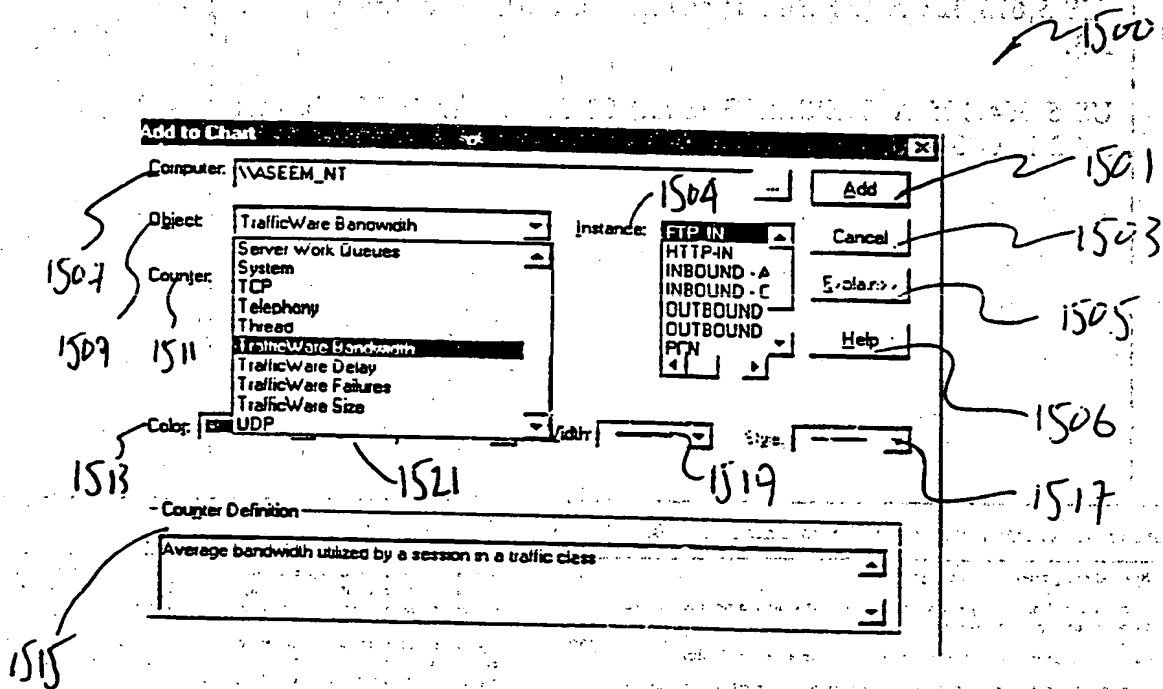 1500
Add to Chart
Computer: \\ASEEM_NT ... Add 1501
1504
Object: TrafficWare Bandwidth Instance: FTP-IN Cancel 1503
Server Work Queues HTTP-IN
1507 Counter: System INBOUND - A
TCP INBOUND - C 1505
Telephony OUTBOUND
Thread OUTBOUND Help
1509 1511 TrafficWare Bandwidth PCN
TrafficWare Delay
TrafficWare Failures
TrafficWare Size
Color: UDP Width: 1506
1513 1521 1519 1517
Counter Definition
Average bandwidth utilized by a session in a traffic class
1515